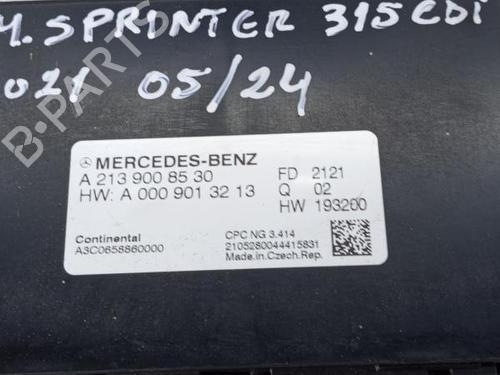 M. SPRINTER 315 CDI
2021 05/24
B-PARTS
MERCEDES-BENZ
A 213 900 85 30
HW: A 000 901 32 13
FD 2121
Q 02
HW 193200
Continental
A3C0658860000
CPC NG 3.414
2105280044415831
Made.in.Czech.Rep.